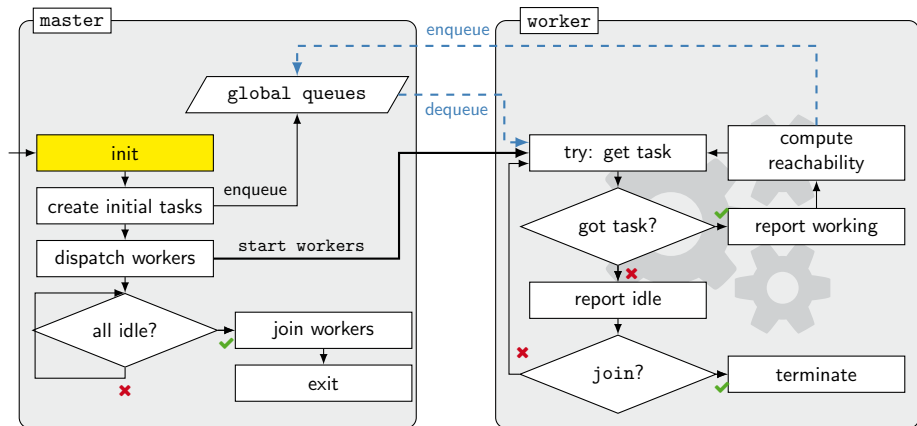 master
worker
enqueue
global queues
dequeue
init
try: get task
compute
reachability
enqueue
create initial tasks
got task?
report working
start workers
dispatch workers
report idle
all idle?
join workers
join?
terminate
exit